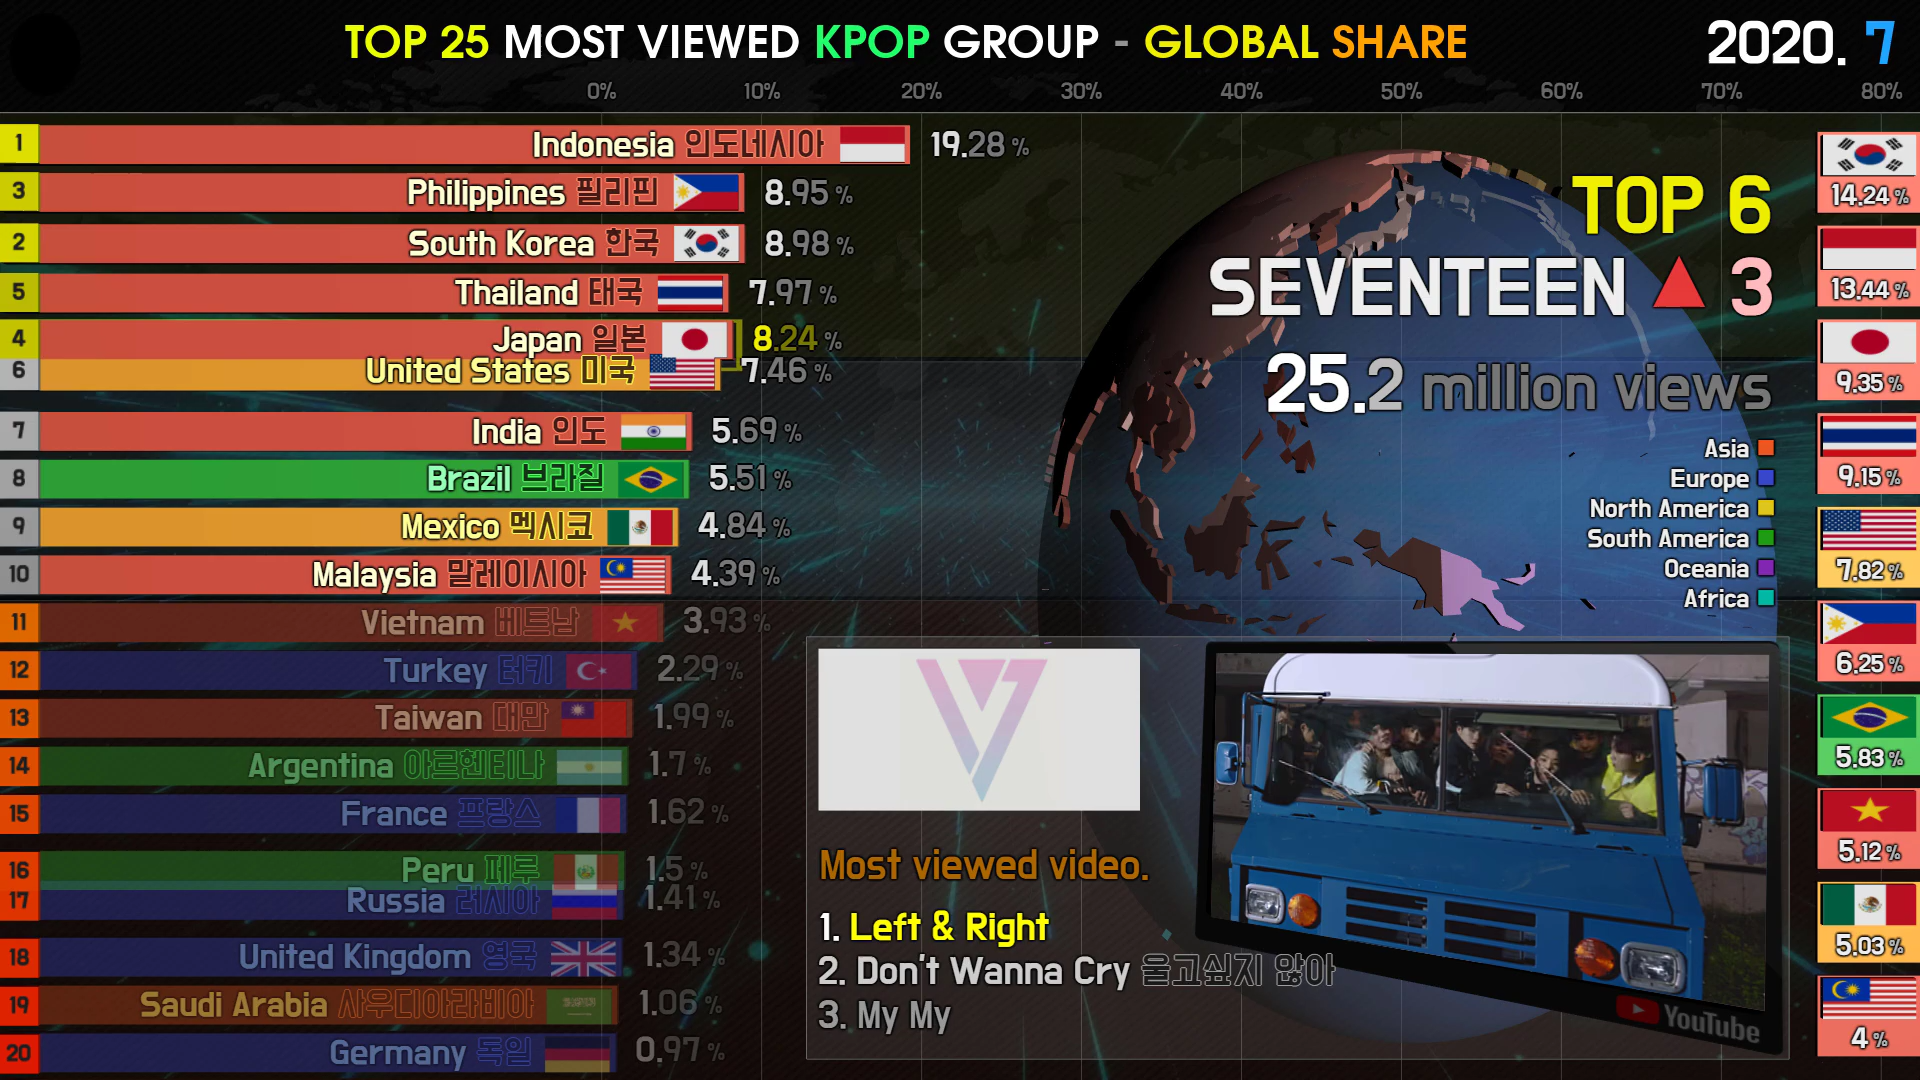 TOP 25 MOST VIEWED KPOP GROUP - GLOBAL SHARE
2020. 7
0% 10% 20% 30% 40% 50% 60% 70% 80%
1 Indonesia 인도네시아 19.28 %
3 Philippines 필리핀 8.95 %
2 South Korea 한국 8.98 %
5 Thailand 태국 7.97 %
4 Japan 일본 8.24 %
6 United States 미국 7.46 %
7 India 인도 5.69 %
8 Brazil 브라질 5.51 %
9 Mexico 멕시코 4.84 %
10 Malaysia 말레이시아 4.39 %
11 Vietnam 베트남 3.93 %
12 Turkey 터키 2.29 %
13 Taiwan 대만 1.99 %
14 Argentina 아르헨티나 1.7 %
15 France 프랑스 1.62 %
16 Peru 페루 1.5 %
17 Russia 러시아 1.41 %
18 United Kingdom 영국 1.34 %
19 Saudi Arabia 사우디아라비아 1.06 %
20 Germany 독일 0.97 %
TOP 6
SEVENTEEN ▲ 3
25.2 million views
Asia
Europe
North America
South America
Oceania
Africa
Most viewed video.
1. Left & Right
2. Don't Wanna Cry 울고싶지 않아
3. My My
YouTube
14.24 %
13.44 %
9.35 %
9.15 %
7.82 %
6.25 %
5.83 %
5.12 %
5.03 %
4 %